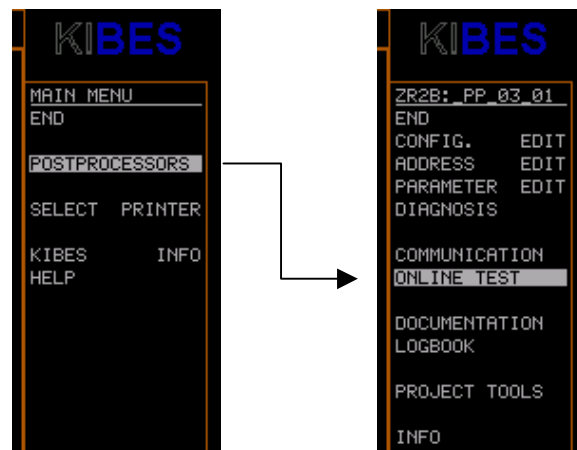 KIBES
MAIN MENU
END
POSTPROCESSORS
SELECT PRINTER
KIBES INFO
HELP
KIBES
ZR2B:_PP_03_01
END
CONFIG. EDIT
ADDRESS EDIT
PARAMETER EDIT
DIAGNOSIS
COMMUNICATION
ONLINE TEST
DOCUMENTATION
LOGBOOK
PROJECT TOOLS
INFO